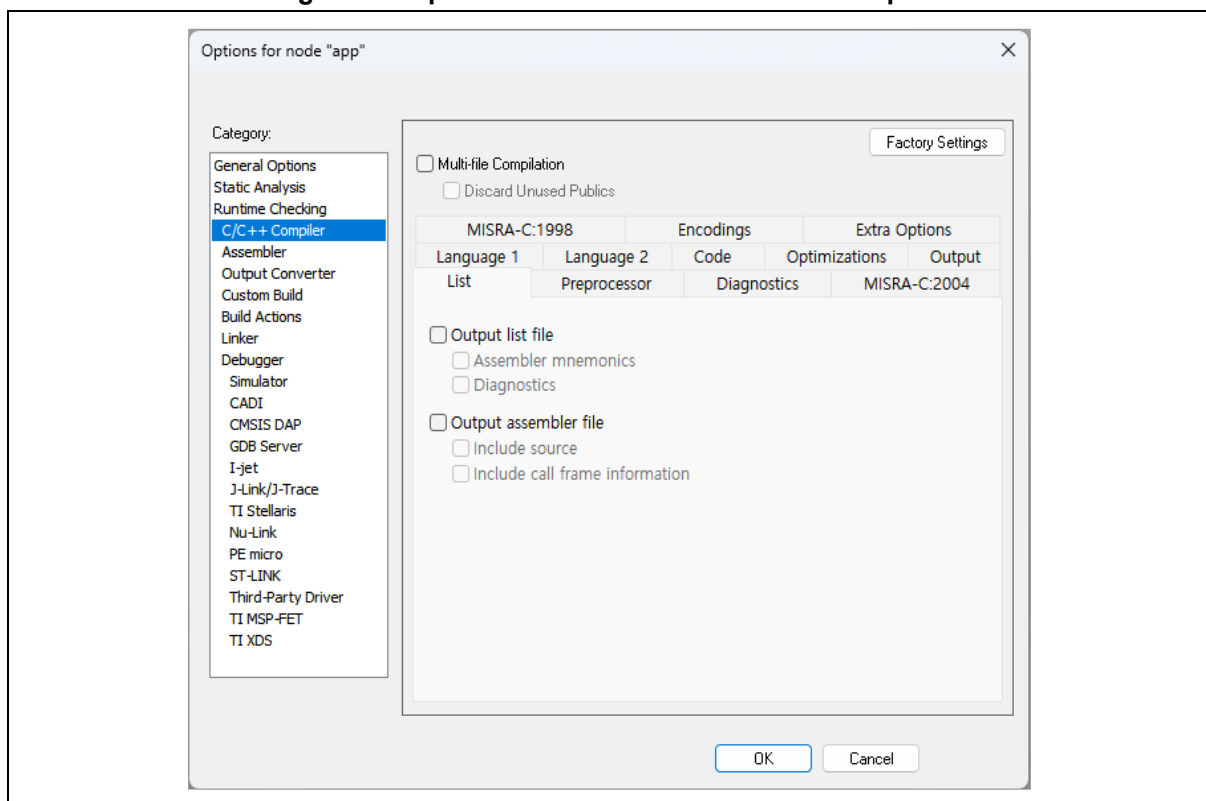 Options for node "app"
Category:
General Options
Static Analysis
Runtime Checking
C/C++ Compiler
Assembler
Output Converter
Custom Build
Build Actions
Linker
Debugger
Simulator
CADI
CMSIS DAP
GDB Server
I-jet
J-Link/J-Trace
TI Stellaris
Nu-Link
PE micro
ST-LINK
Third-Party Driver
TI MSP-FET
TI XDS
Factory Settings
Multi-file Compilation
Discard Unused Publics
MISRA-C:1998 Encodings Extra Options
Language 1 Language 2 Code Optimizations Output
List Preprocessor Diagnostics MISRA-C:2004
Output list file
Assembler mnemonics
Diagnostics
Output assembler file
Include source
Include call frame information
OK Cancel